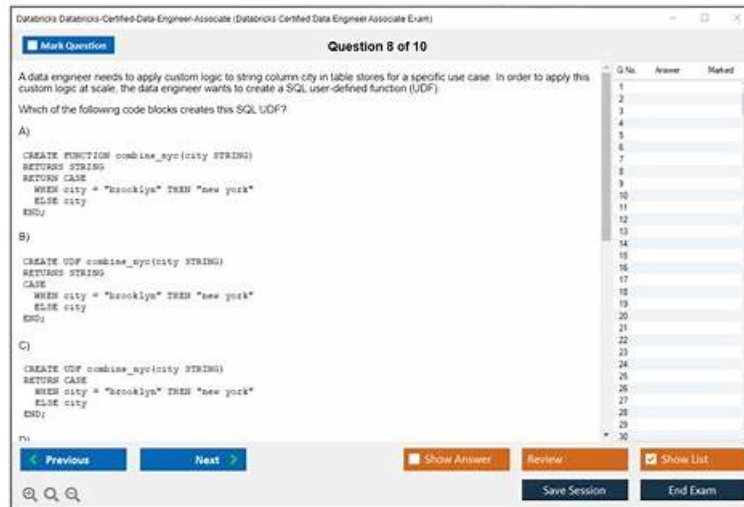 Databricks Databricks-Certified-Data-Engineer-Associate (Databricks Certified Data Engineer Associate Exam)
Mark Question
Question 8 of 10
Q No. Answer Marked
A data engineer needs to apply custom logic to string column city in table stores for a specific use case. In order to apply this
custom logic at scale, the data engineer wants to create a SQL user-defined function (UDF).
Which of the following code blocks creates this SQL UDF?
A)
CREATE FUNCTION combine_nyc(city STRING)
RETURNS STRING
RETURN CASE
WHEN city = "brooklyn" THEN "new york"
ELSE city
END;
B)
CREATE UDF combine_nyc(city STRING)
RETURNS STRING
CASE
WHEN city = "brooklyn" THEN "new york"
ELSE city
END;
C)
CREATE UDF combine_nyc(city STRING)
RETURN CASE
WHEN city = "brooklyn" THEN "new york"
ELSE city
END;
D)
1
2
3
4
5
6
7
8
9
10
11
12
13
14
15
16
17
18
19
20
21
22
23
24
25
26
27
28
29
30
Previous
Next
Show Answer
Review
Show List
Save Session
End Exam